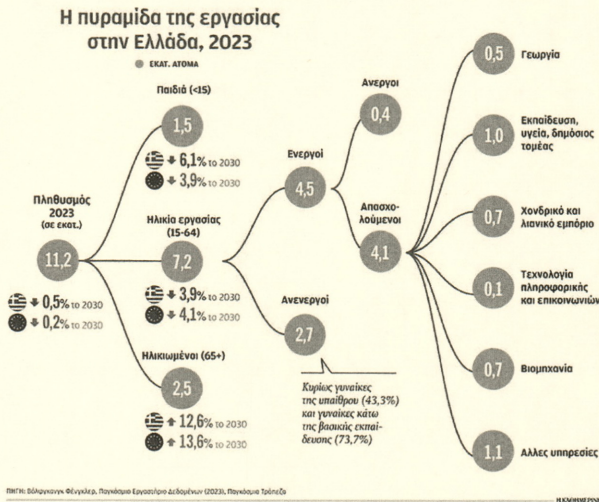 Η πυραμίδα της εργασίας
στην Ελλάδα, 2023
ΕΚΑΤ. ΑΤΟΜΑ
Πληθυσμός
2023
(σε εκατ.)
11,2
0,5% το 2030
0,2% το 2030
Παιδιά (<15)
1,5
6,1% το 2030
3,9% το 2030
Ηλικία εργασίας
(15-64)
7,2
3,9% το 2030
4,1% το 2030
Ηλικιωμένοι (65+)
2,5
12,6% το 2030
13,6% το 2030
Ενεργοί
4,5
Ανενεργοί
2,7
Κυρίως γυναίκες
της υπαίθρου (43,3%)
και γυναίκες κάτω
της βασικής εκπαί-
δευσης (73,7%)
Ανεργοι
0,4
Απασχο-
λούμενοι
4,1
0,5 Γεωργία
1,0 Εκπαίδευση,
υγεία, δημόσιος
τομέας
0,7 Χονδρικό και
λιανικό εμπόριο
0,1 Τεχνολογία
πληροφορικής
και επικοινωνιών
0,7 Βιομηχανία
1,1 Αλλες υπηρεσίες
ΠΗΓΗ: Βόλφγκανγκ Φένγκλερ, Παγκόσμιο Εργαστήριο Δεδομένων (2023), Παγκόσμια Τράπεζα
Η ΚΑΘΗΜΕΡΙΝΗ